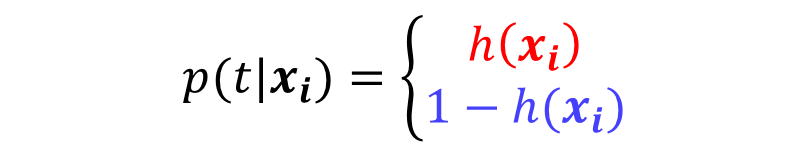 p(t|xᵢ) = {
h(xᵢ)
1 − h(xᵢ)